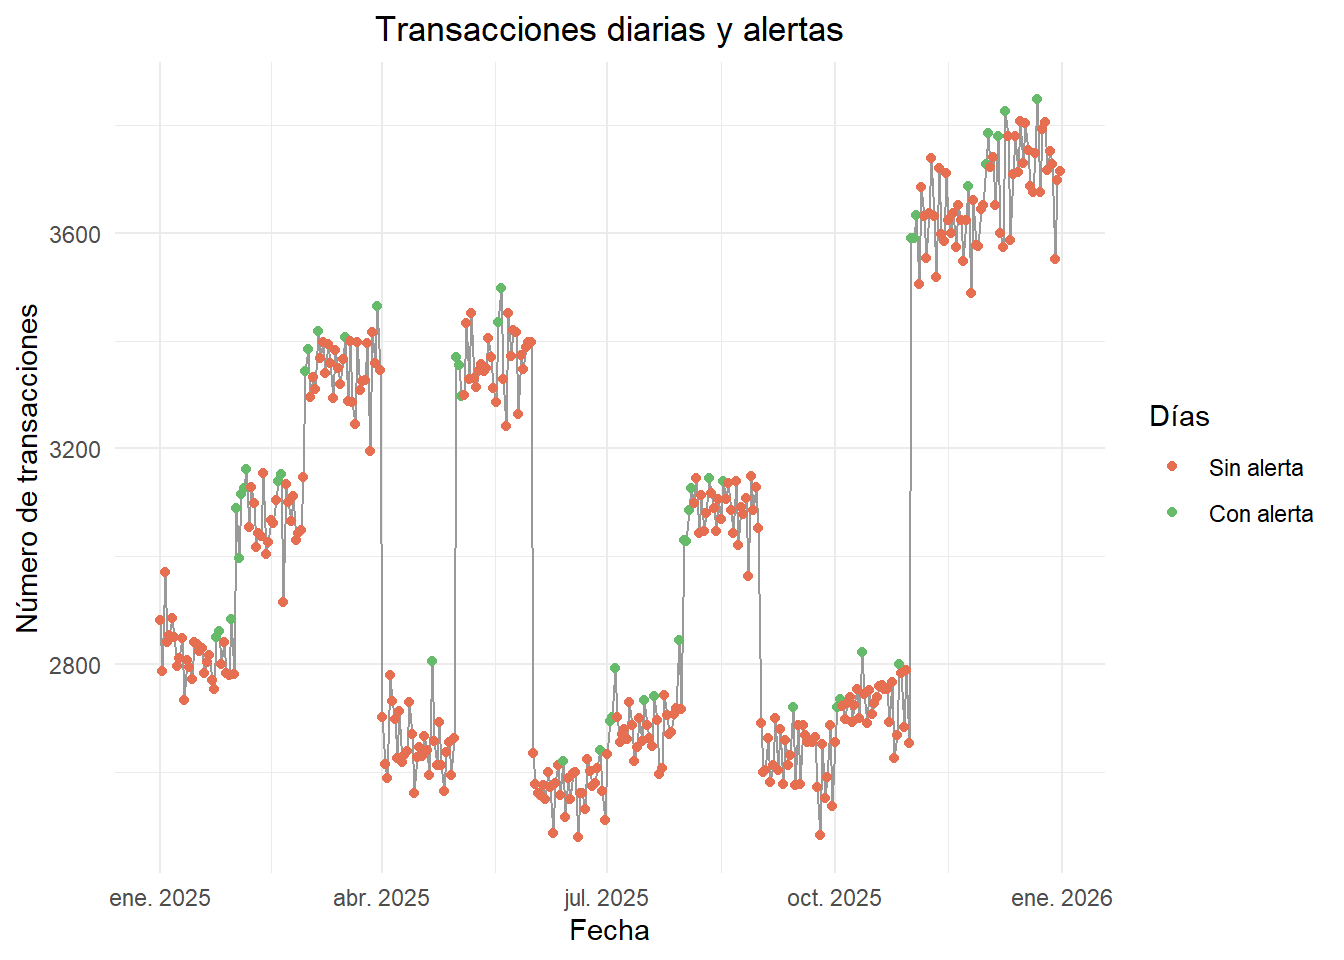 Transacciones diarias y alertas
Número de transacciones
3600
3200
2800
ene. 2025
abr. 2025
jul. 2025
oct. 2025
ene. 2026
Fecha
Días
Sin alerta
Con alerta